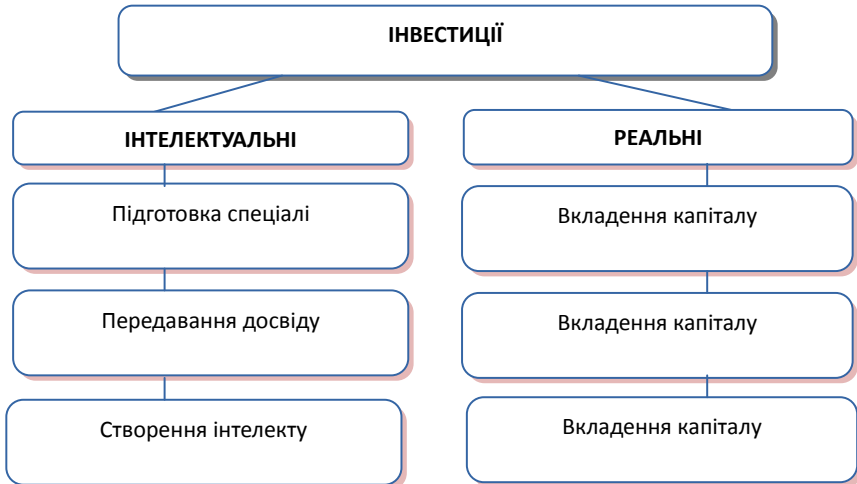 ІНВЕСТИЦІЇ
ІНТЕЛЕКТУАЛЬНІ
Підготовка спеціалі
Передавання досвіду
Створення інтелекту
РЕАЛЬНІ
Вкладення капіталу
Вкладення капіталу
Вкладення капіталу